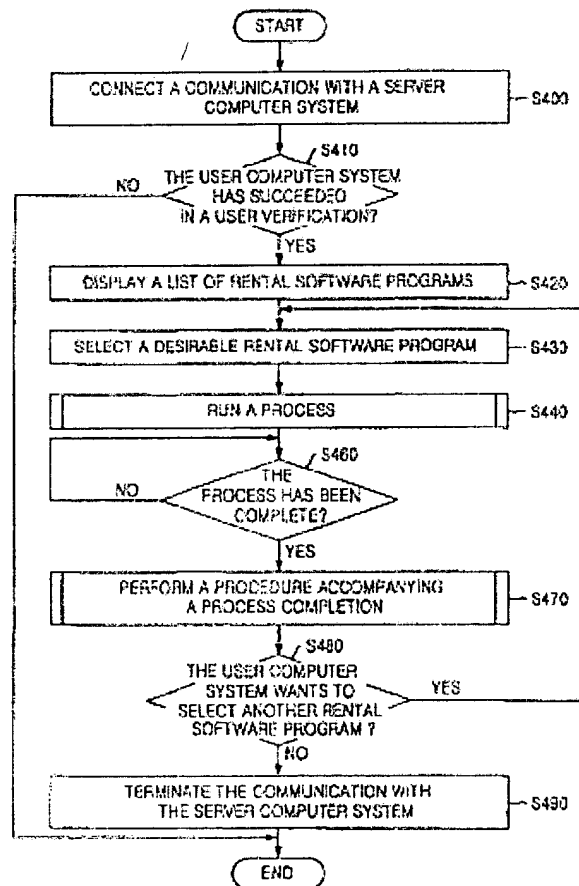 START
CONNECT A COMMUNICATION WITH A SERVER
COMPUTER SYSTEM
S400
S410
THE USER COMPUTER SYSTEM
HAS SUCCEEDED
IN A USER VERIFICATION?
NO
YES
DISPLAY A LIST OF RENTAL SOFTWARE PROGRAMS
S420
SELECT A DESIRABLE RENTAL SOFTWARE PROGRAM
S430
RUN A PROCESS
S440
S460
THE
PROCESS HAS BEEN
COMPLETE?
NO
YES
PERFORM A PROCEDURE ACCOMPANYING
A PROCESS COMPLETION
S470
S480
THE USER COMPUTER
SYSTEM WANTS TO
SELECT ANOTHER RENTAL
SOFTWARE PROGRAM ?
YES
NO
TERMINATE THE COMMUNICATION WITH
THE SERVER COMPUTER SYSTEM
S490
END